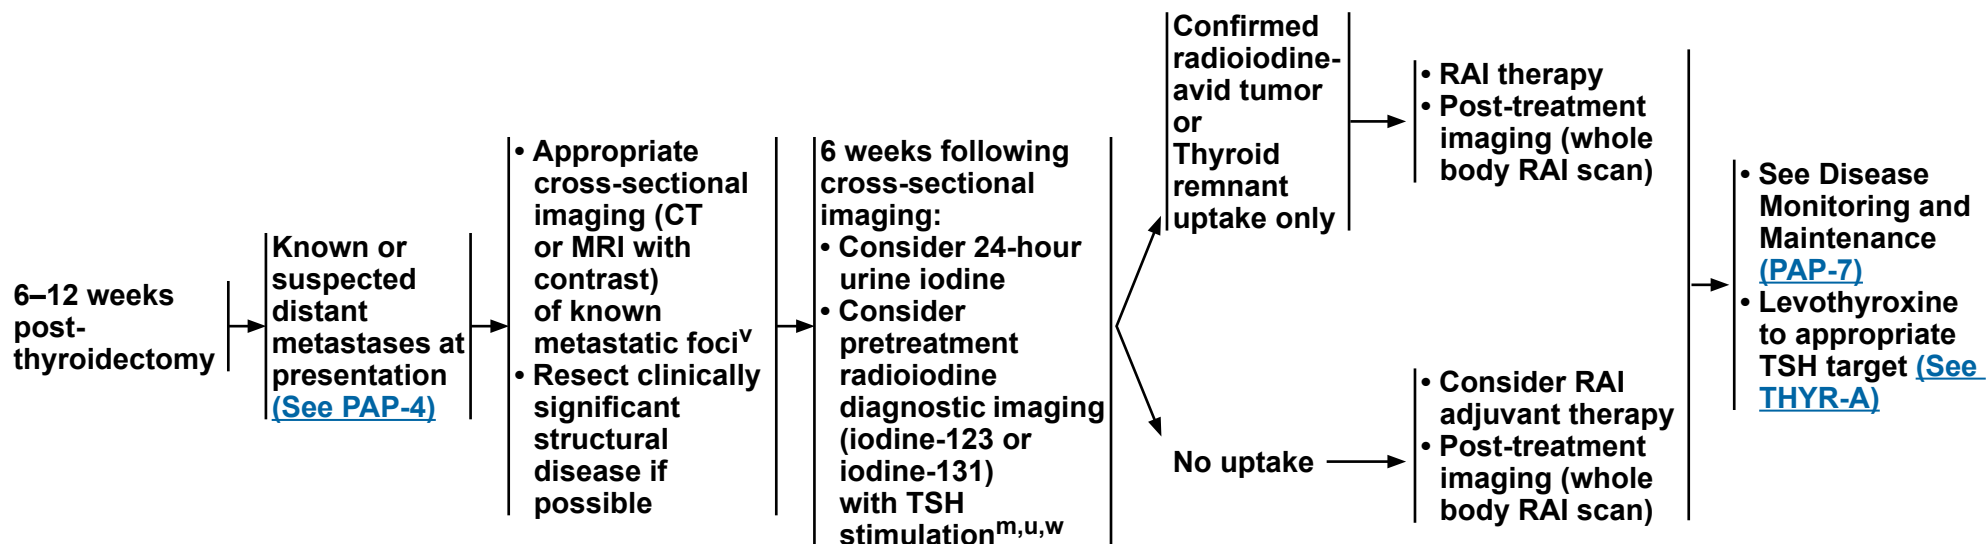 6–12 weeks
post-
thyroidectomy
Known or
suspected
distant
metastases at
presentation
(See PAP-4)
• Appropriate
cross-sectional
imaging (CT
or MRI with
contrast)
of known
metastatic fociv
• Resect clinically
significant
structural
disease if
possible
6 weeks following
cross-sectional
imaging:
• Consider 24-hour
urine iodine
• Consider
pretreatment
radioiodine
diagnostic imaging
(iodine-123 or
iodine-131)
with TSH
stimulationm,u,w
Confirmed
radioiodine-
avid tumor
or
Thyroid
remnant
uptake only
• RAI therapy
• Post-treatment
imaging (whole
body RAI scan)
No uptake
• Consider RAI
adjuvant therapy
• Post-treatment
imaging (whole
body RAI scan)
• See Disease
Monitoring and
Maintenance
(PAP-7)
• Levothyroxine
to appropriate
TSH target (See
THYR-A)